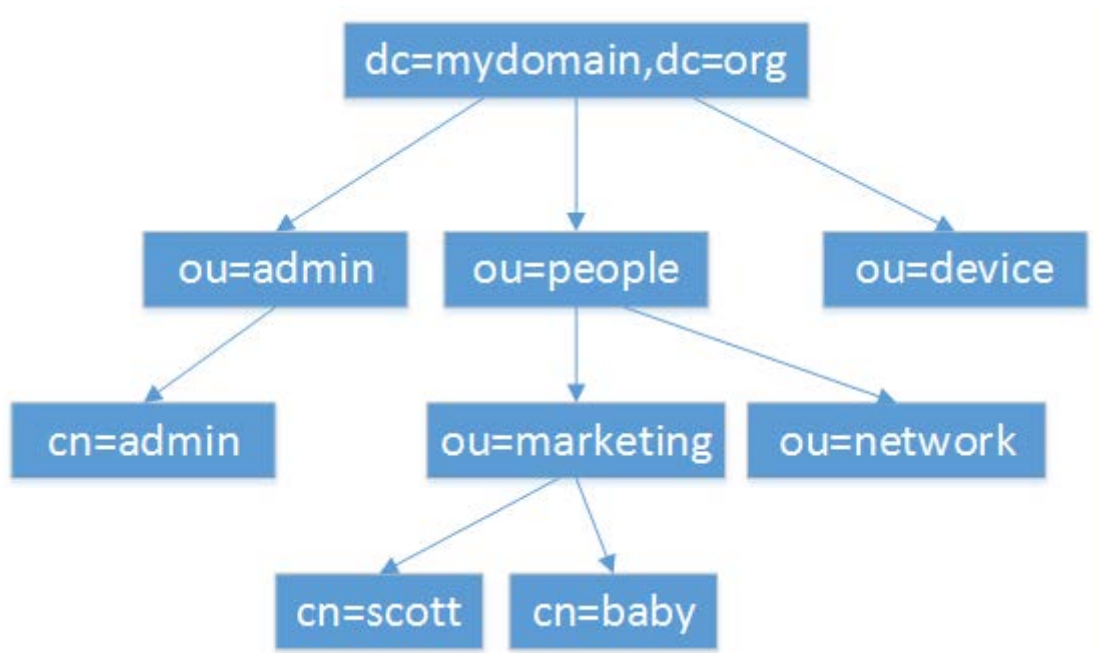 dc=mydomain,dc=org
ou=admin
ou=people
ou=device
cn=admin
ou=marketing
ou=network
cn=scott
cn=baby